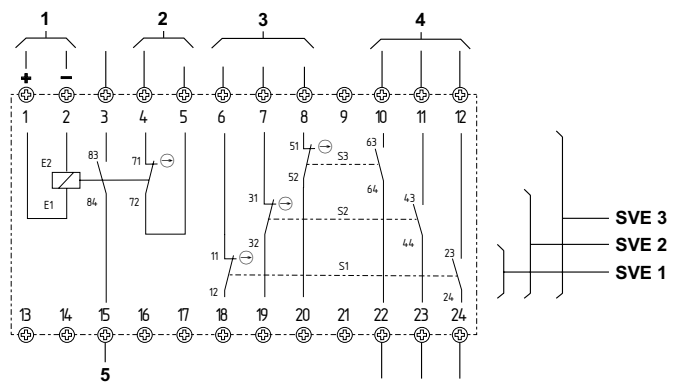 1 2 3 4
+ −
1 2 3 4 5 6 7 8 9 10 11 12
E2 83 71 51 63
S3
E1 84 72 52 64
31 43
S2
32 44
11 23
S1
12 24
SVE 3
SVE 2
SVE 1
13 14 15 16 17 18 19 20 21 22 23 24
5